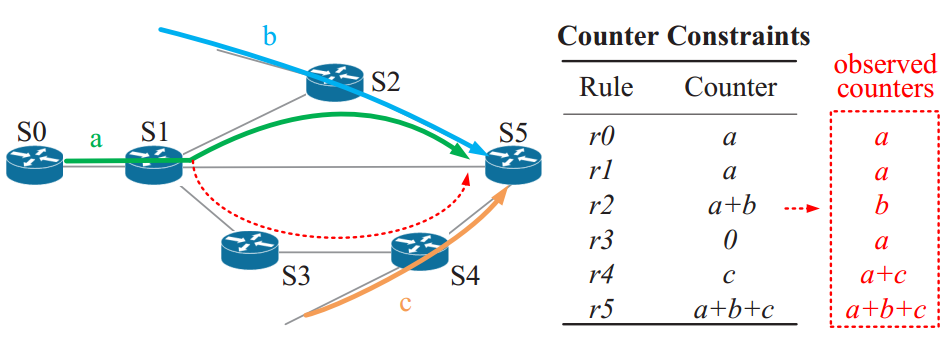 b
S2
S0
a
S1
S5
S3
S4
c
Counter Constraints
observed
counters
Rule Counter
r0 a a
r1 a a
r2 a+b b
r3 0 a
r4 c a+c
r5 a+b+c a+b+c